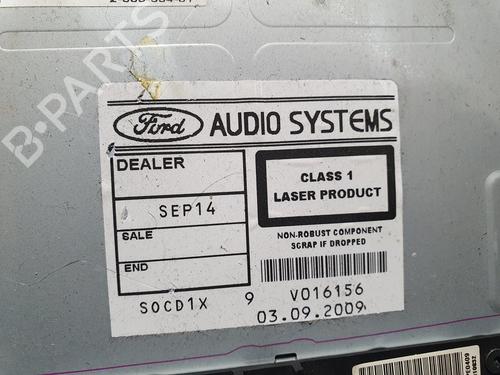 Ford AUDIO SYSTEMS
DEALER
SEP14
SALE
END
SOCD1X 9
CLASS 1
LASER PRODUCT
NON-ROBUST COMPONENT
SCRAP IF DROPPED
V016156
03.09.2009
B-PARTS